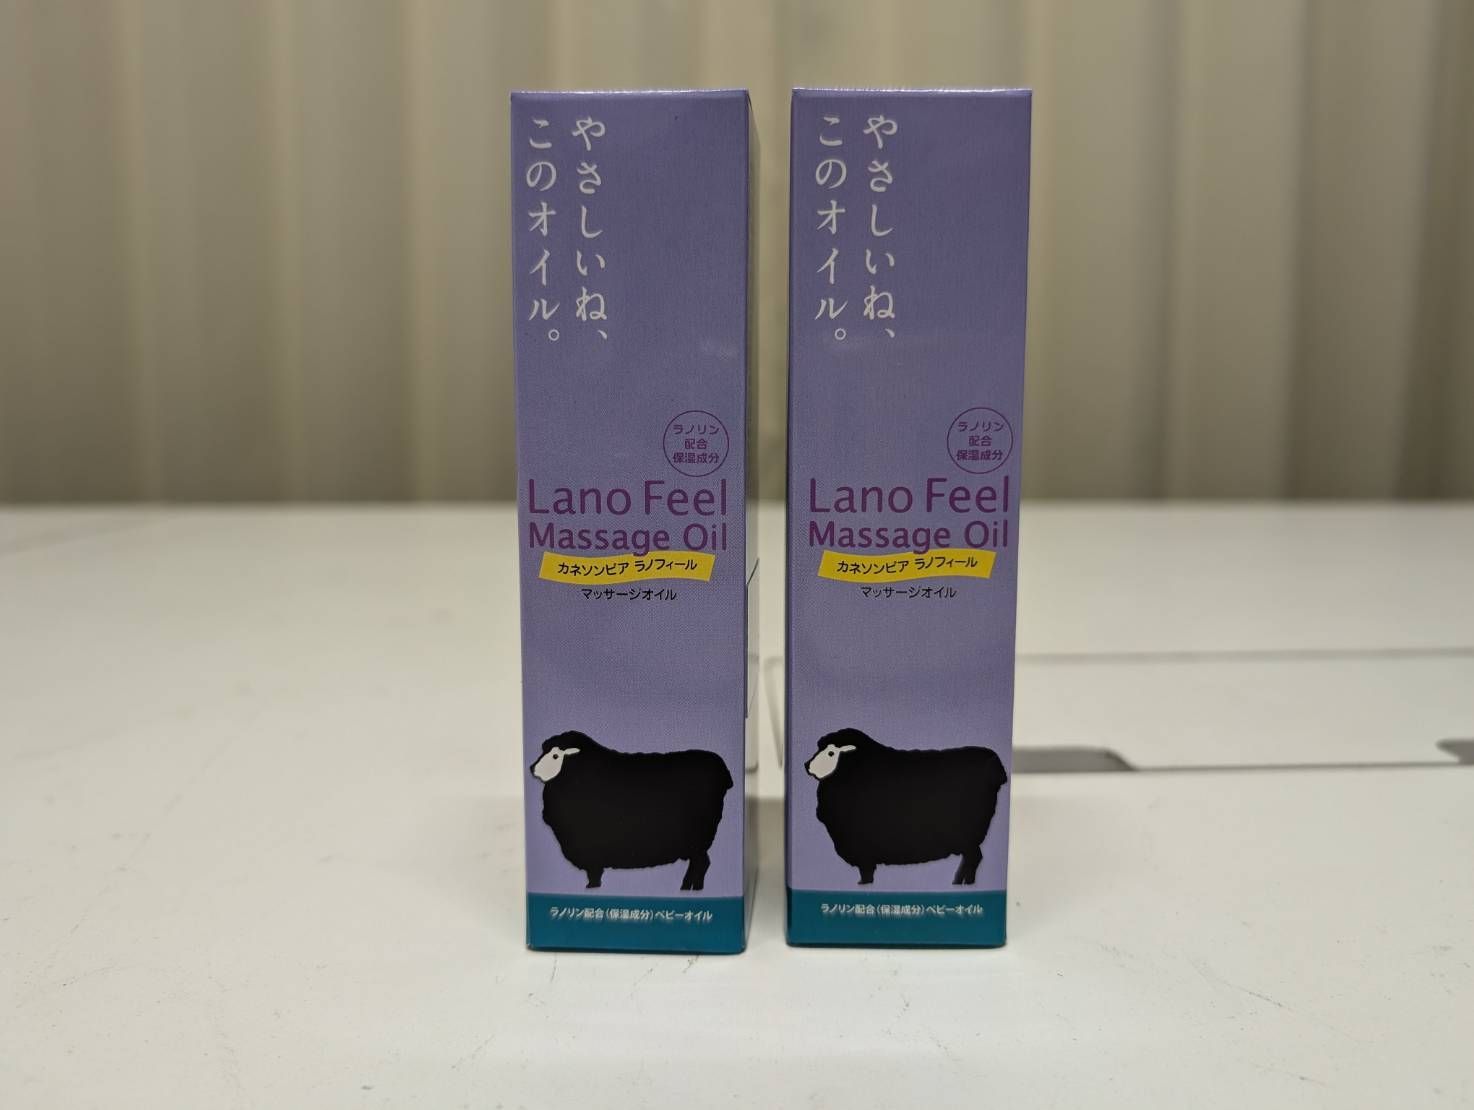 やさしいね、
このオイル。
ラノリン
配合
保湿成分
Lano Feel
Massage Oil
カネソンピア ラノフィール
マッサージオイル
ラノリン配合(保湿成分)ベビーオイル
やさしいね、
このオイル。
ラノリン
配合
保湿成分
Lano Feel
Massage Oil
カネソンピア ラノフィール
マッサージオイル
ラノリン配合(保湿成分)ベビーオイル